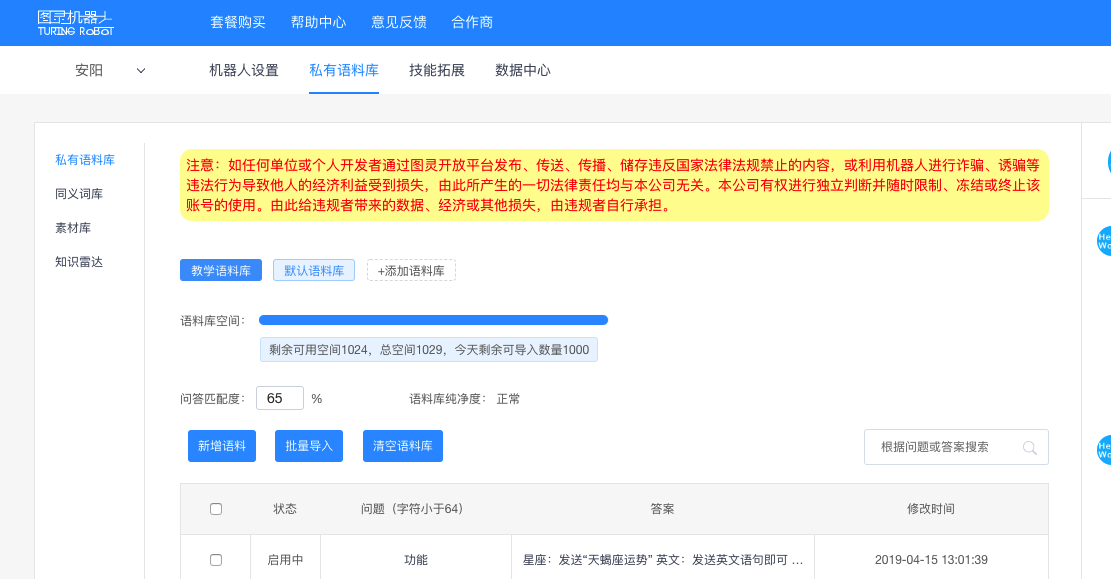 图灵机器人
TURING ROBOT
套餐购买 帮助中心 意见反馈 合作商
安阳 机器人设置 私有语料库 技能拓展 数据中心
私有语料库
同义词库
素材库
知识雷达
注意：如任何单位或个人开发者通过图灵开放平台发布、传送、传播、储存违反国家法律法规禁止的内容，或利用机器人进行诈骗、诱骗等
违法行为导致他人的经济利益受到损失，由此所产生的一切法律责任均与本公司无关。本公司有权进行独立判断并随时限制、冻结或终止该
账号的使用。由此给违规者带来的数据、经济或其他损失，由违规者自行承担。
教学语料库 默认语料库 +添加语料库
语料库空间：
剩余可用空间1024，总空间1029，今天剩余可导入数量1000
问答匹配度： 65 % 语料库纯净度： 正常
新增语料 批量导入 清空语料库 根据问题或答案搜索
状态 问题（字符小于64） 答案 修改时间
启用中 功能 星座：发送“天蝎座运势” 英文：发送英文语句即可 ... 2019-04-15 13:01:39